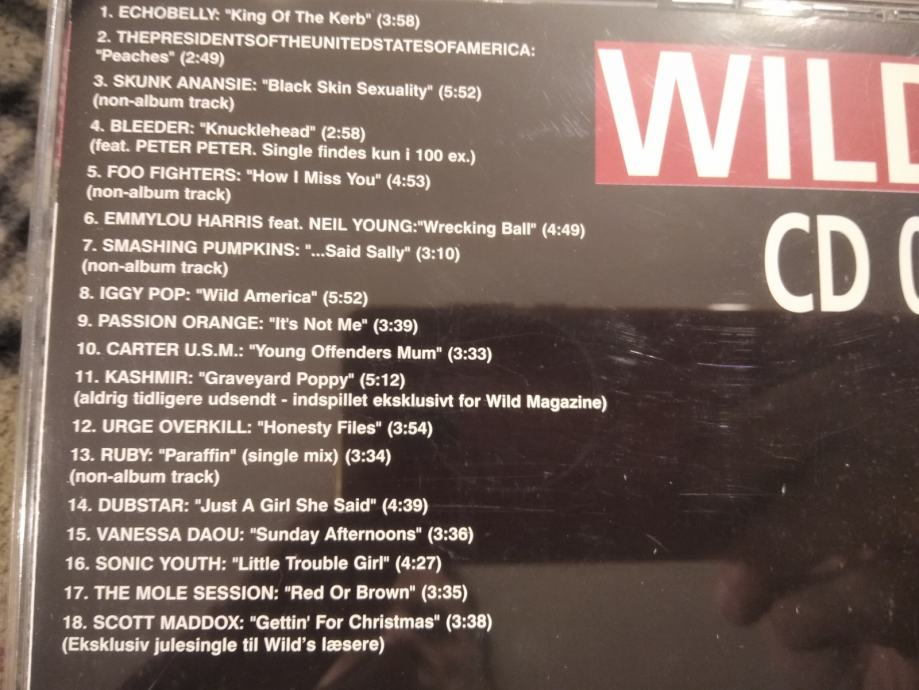 1. ECHOBELLY: "King Of The Kerb" (3:58)
2. THEPRESIDENTSOFTHEUNITEDSTATESOFAMERICA:
"Peaches" (2:49)
3. SKUNK ANANSIE: "Black Skin Sexuality" (5:52)
(non-album track)
4. BLEEDER: "Knucklehead" (2:58)
(feat. PETER PETER. Single findes kun i 100 ex.)
5. FOO FIGHTERS: "How I Miss You" (4:53)
(non-album track)
6. EMMYLOU HARRIS feat. NEIL YOUNG:"Wrecking Ball" (4:49)
7. SMASHING PUMPKINS: "...Said Sally" (3:10)
(non-album track)
8. IGGY POP: "Wild America" (5:52)
9. PASSION ORANGE: "It's Not Me" (3:39)
10. CARTER U.S.M.: "Young Offenders Mum" (3:33)
11. KASHMIR: "Graveyard Poppy" (5:12)
(aldrig tidligere udsendt - indspillet eksklusivt for Wild Magazine)
12. URGE OVERKILL: "Honesty Files" (3:54)
13. RUBY: "Paraffin" (single mix) (3:34)
(non-album track)
14. DUBSTAR: "Just A Girl She Said" (4:39)
15. VANESSA DAOU: "Sunday Afternoons" (3:36)
16. SONIC YOUTH: "Little Trouble Girl" (4:27)
17. THE MOLE SESSION: "Red Or Brown" (3:35)
18. SCOTT MADDOX: "Gettin' For Christmas" (3:38)
(Eksklusiv julesingle til Wild's læsere)
WILD
CD